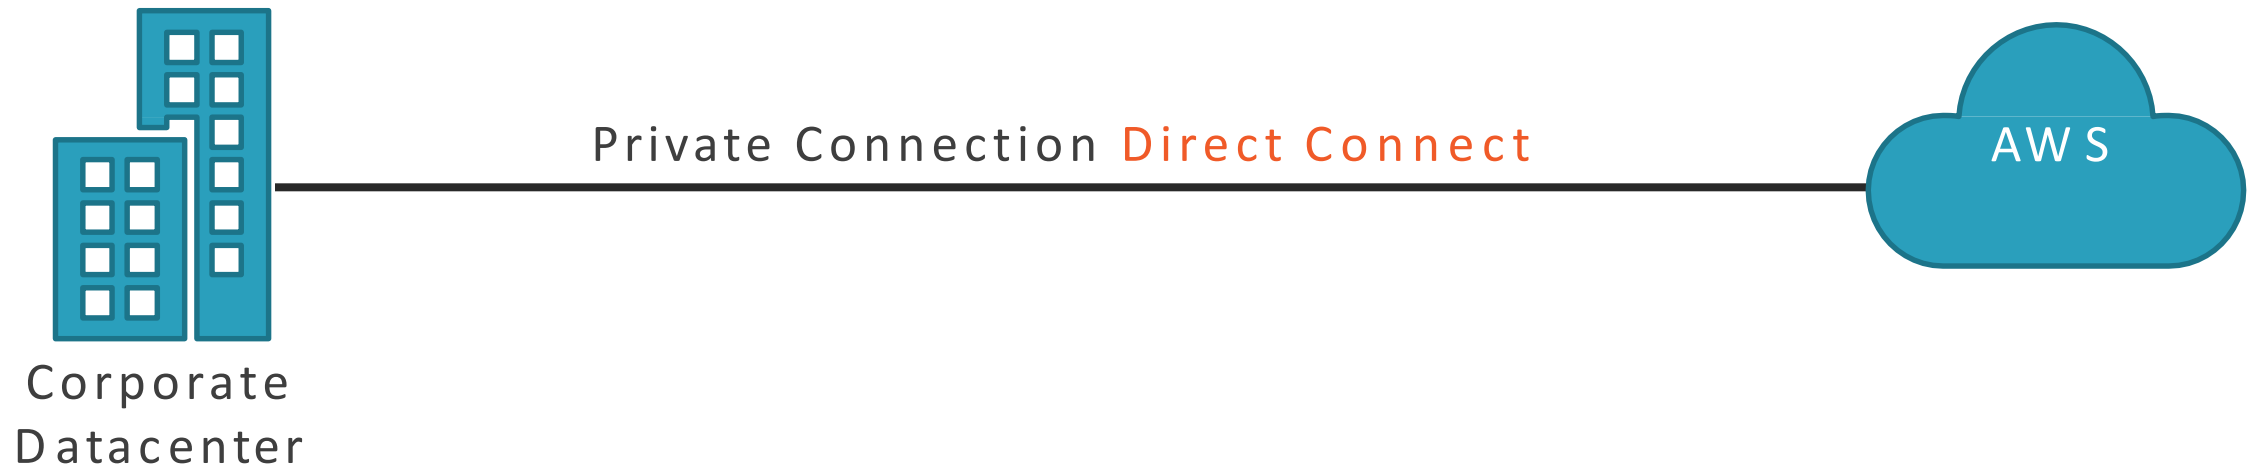 Private Connection Direct Connect
AWS
Corporate
Datacenter